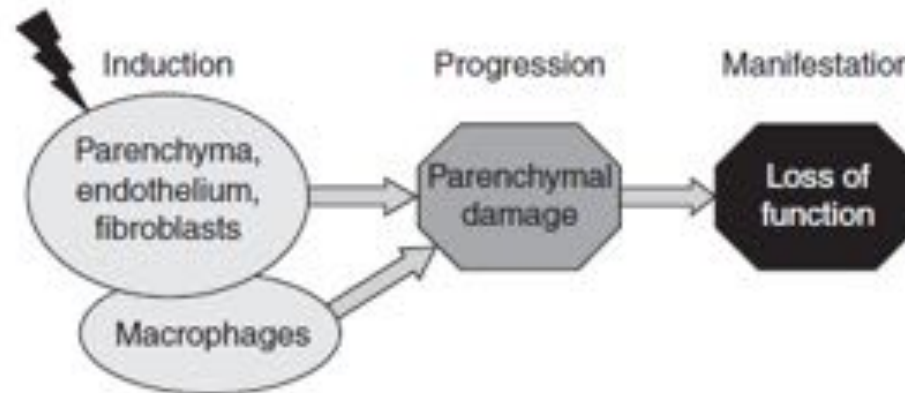 Induction
Progression
Manifestation
Parenchyma,
endothelium,
fibroblasts
Parenchymal
damage
Loss of
function
Macrophages